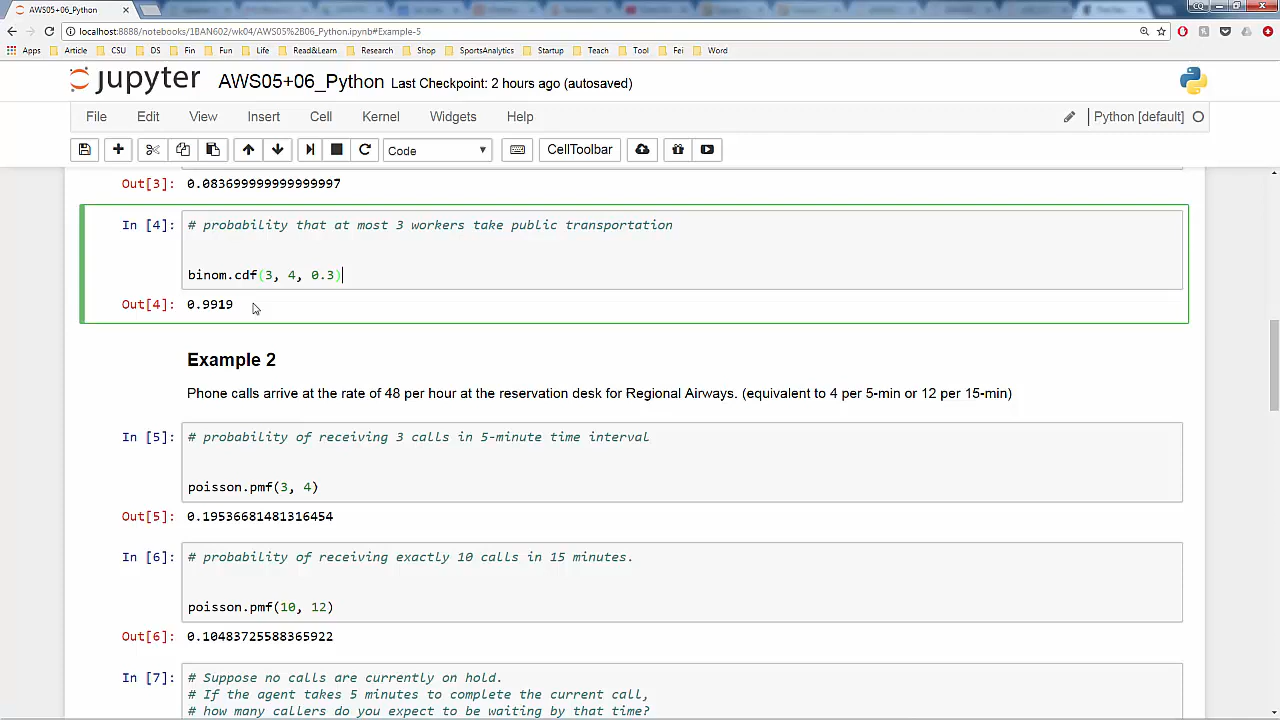 AWS05+06_Python
localhost:8888/notebooks/1BAN602/wk04/AWS05%2B06_Python.ipynb#Example-5
Apps Article CSU DS Fin Fun Life Read&Learn Research Shop SportsAnalytics Startup Teach Tool Fei Word
jupyter AWS05+06_Python Last Checkpoint: 2 hours ago (autosaved)
File Edit View Insert Cell Kernel Widgets Help Python [default]
Code CellToolbar
Out[3]: 0.083699999999999997
In [4]: # probability that at most 3 workers take public transportation
binom.cdf(3, 4, 0.3)
Out[4]: 0.9919
Example 2
Phone calls arrive at the rate of 48 per hour at the reservation desk for Regional Airways. (equivalent to 4 per 5-min or 12 per 15-min)
In [5]: # probability of receiving 3 calls in 5-minute time interval
poisson.pmf(3, 4)
Out[5]: 0.19536681481316454
In [6]: # probability of receiving exactly 10 calls in 15 minutes.
poisson.pmf(10, 12)
Out[6]: 0.10483725588365922
In [7]: # Suppose no calls are currently on hold.
# If the agent takes 5 minutes to complete the current call,
# how many callers do you expect to be waiting by that time?